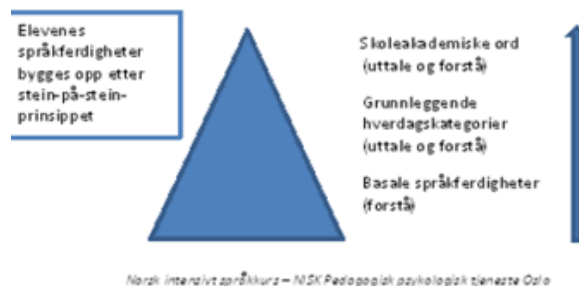 Elevenes
språkferdigheter
bygges opp etter
stein-på-stein-
prinsippet
Skoleakademiske ord
(uttale og forstå)
Grunnleggende
hverdagskategorier
(uttale og forstå)
Basale språkferdigheter
(forstå)
Norsk intensivt språkkurs – NISK Pedagogisk psykologisk tjeneste Oslo